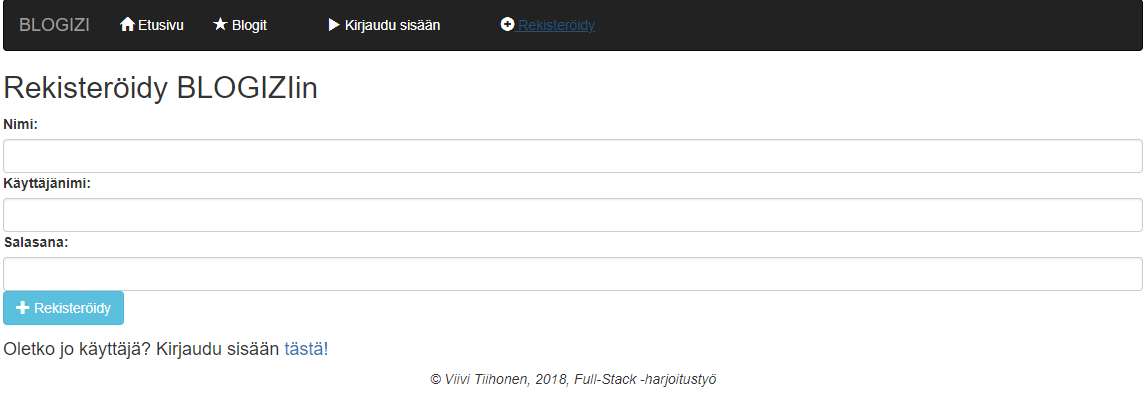 BLOGIZI Etusivu Blogit Kirjaudu sisään Rekisteröidy
Rekisteröidy BLOGIZIin
Nimi:
Käyttäjänimi:
Salasana:
Rekisteröidy
Oletko jo käyttäjä? Kirjaudu sisään tästä!
© Viivi Tiihonen, 2018, Full-Stack -harjoitustyö